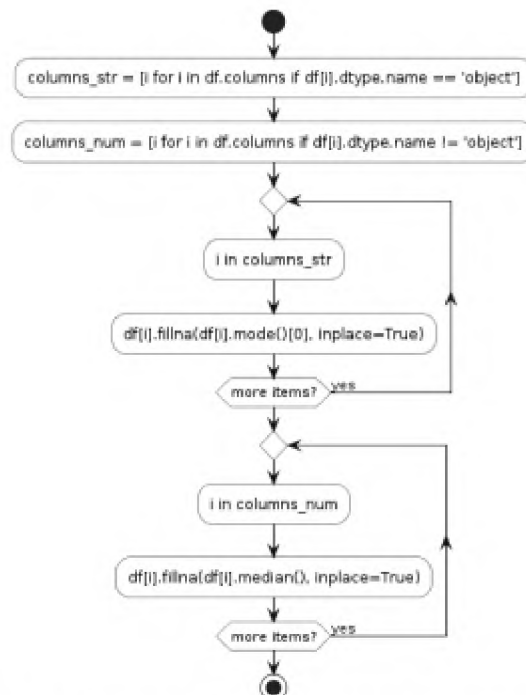 columns_str = [i for i in df.columns if df[i].dtype.name == 'object']
columns_num = [i for i in df.columns if df[i].dtype.name != 'object']
i in columns_str
df[i].fillna(df[i].mode()[0], inplace=True)
more items?
yes
i in columns_num
df[i].fillna(df[i].median(), inplace=True)
more items?
yes